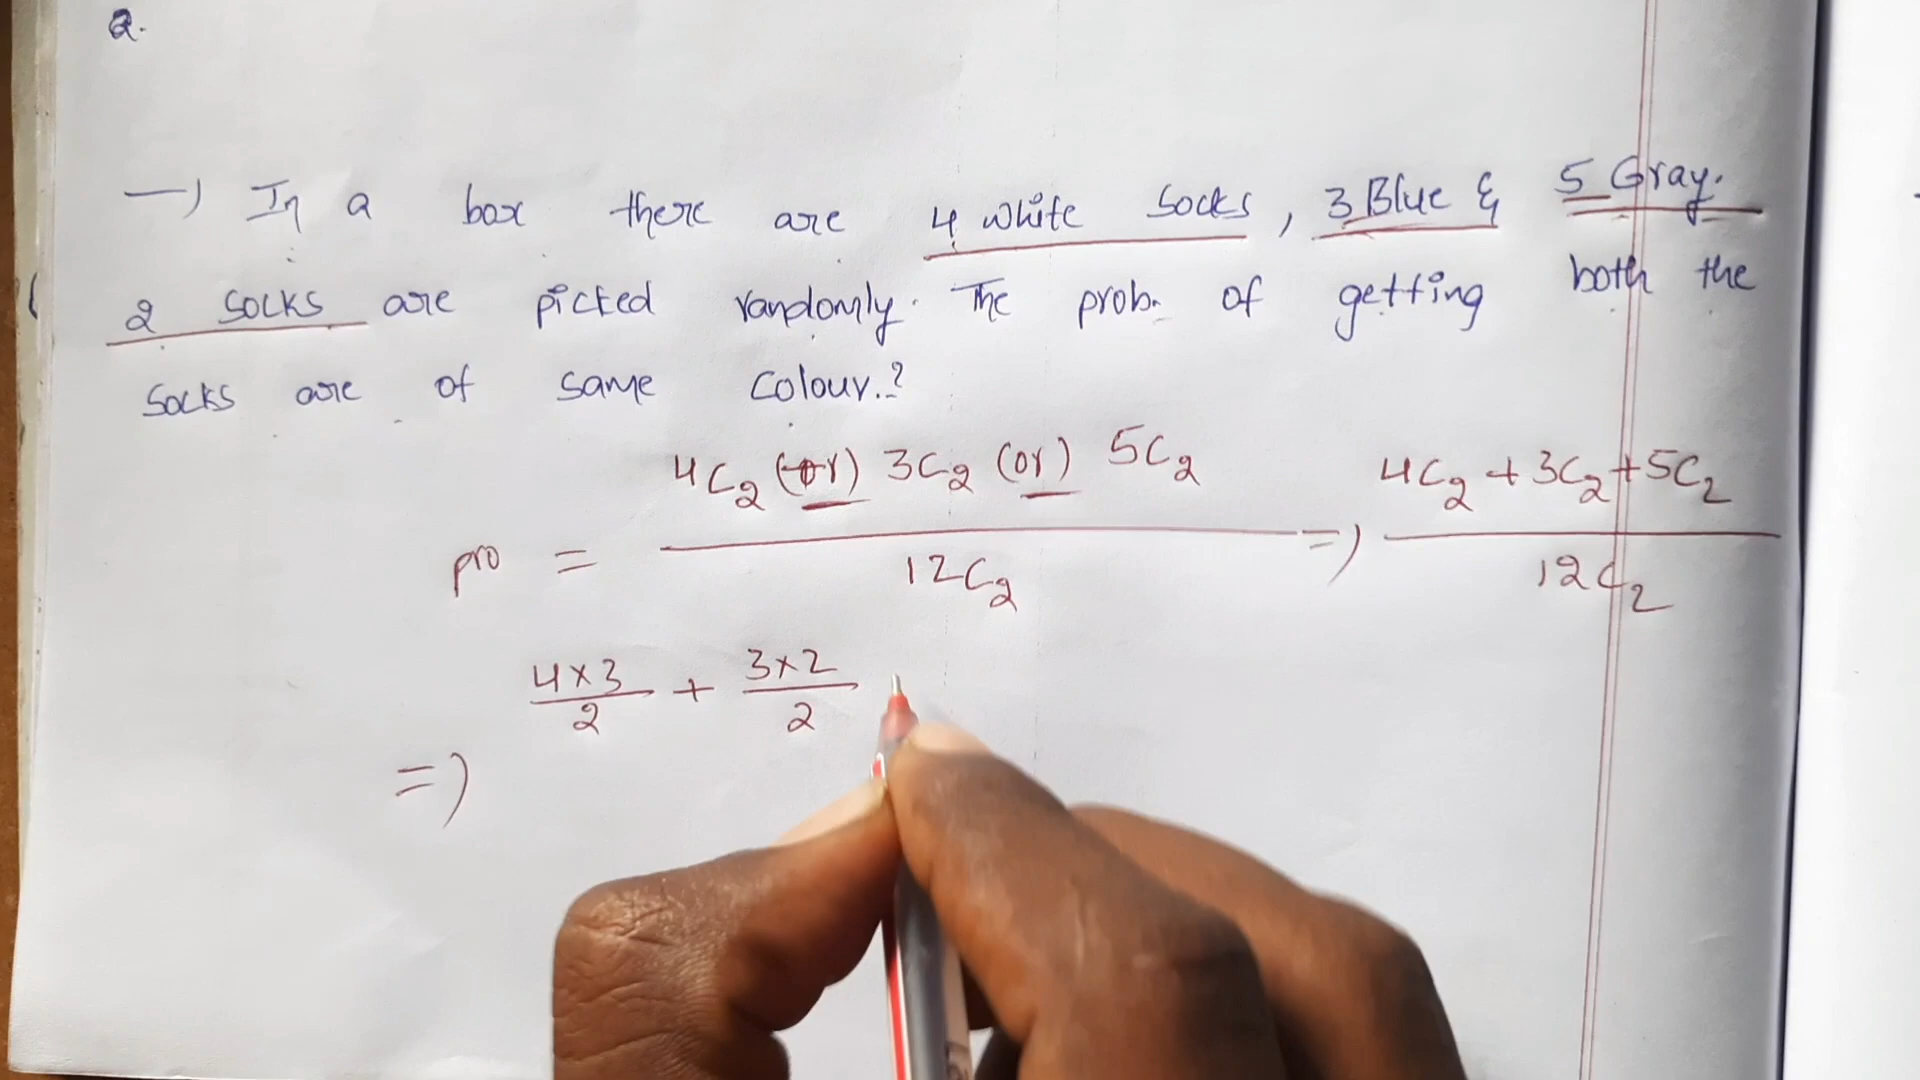 2.
—) In a box there are 4 white socks, 3 Blue & 5 Gray.
2 socks are picked randomly. The prob. of getting both the
socks are of same colour.?
pro = 4C2 (or) 3C2 (or) 5C2 / 12C2 =) 4C2 + 3C2 + 5C2 / 12C2
=) 4×3/2 + 3×2/2